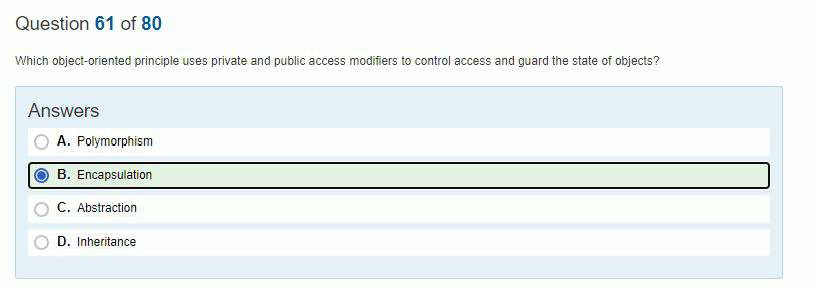 Question 61 of 80
Which object-oriented principle uses private and public access modifiers to control access and guard the state of objects?
Answers
A. Polymorphism
B. Encapsulation
C. Abstraction
D. Inheritance